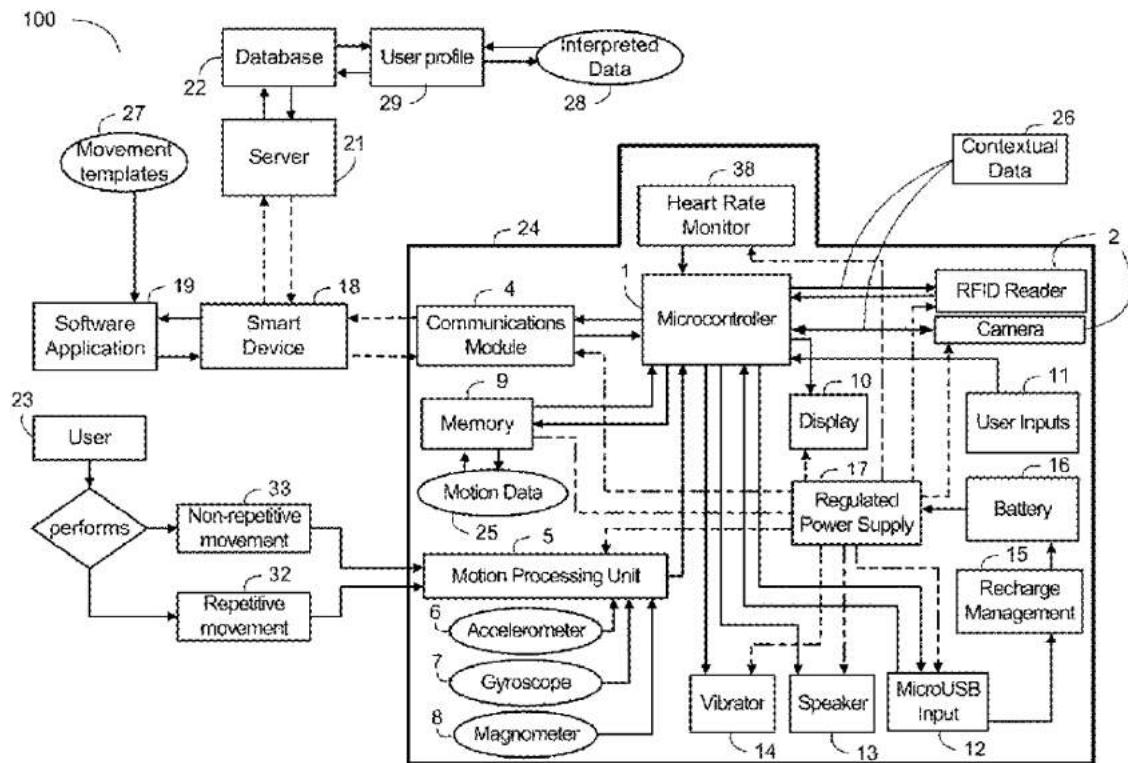 100
Database
22
User profile
29
Interpreted
Data
28
27
Movement
templates
Server
21
26
Contextual
Data
38
Heart Rate
Monitor
24
2
1
Microcontroller
RFID Reader
Camera
19
Software
Application
18
Smart
Device
4
Communications
Module
9
Memory
10
Display
11
User Inputs
23
User
Motion Data
25
17
Regulated
Power Supply
16
Battery
performs
33
Non-repetitive
movement
5
Motion Processing Unit
15
Recharge
Management
32
Repetitive
movement
6
Accelerometer
7
Gyroscope
8
Magnometer
Vibrator
14
Speaker
13
MicroUSB
Input
12